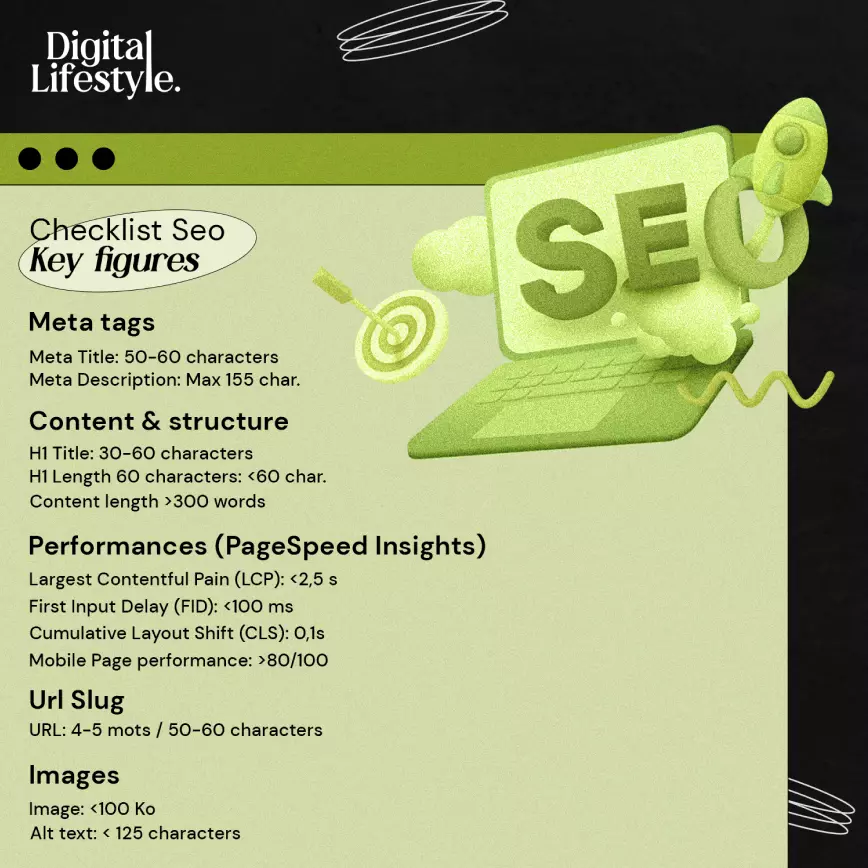 Digital
Lifestyle.
SEO
Checklist Seo
Key figures
Meta tags
Meta Title: 50-60 characters
Meta Description: Max 155 char.
Content & structure
H1 Title: 30-60 characters
H1 Length 60 characters: <60 char.
Content length >300 words
Performances (PageSpeed Insights)
Largest Contentful Pain (LCP): <2,5 s
First Input Delay (FID): <100 ms
Cumulative Layout Shift (CLS): 0,1s
Mobile Page performance: >80/100
Url Slug
URL: 4-5 mots / 50-60 characters
Images
Image: <100 Ko
Alt text: < 125 characters